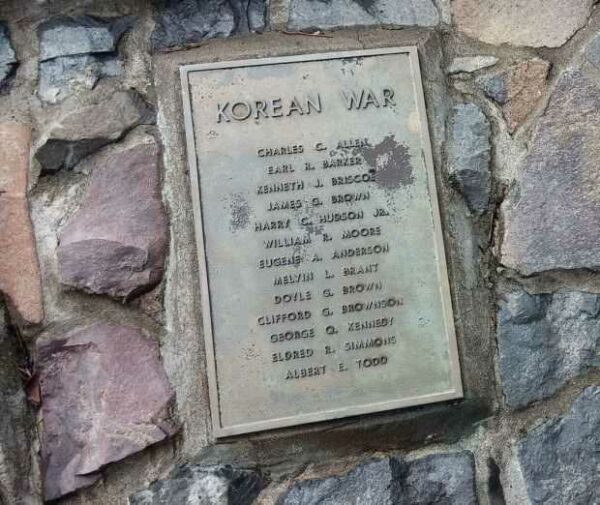 KOREAN WAR
CHARLES C. ALLEN
EARL R. BARKER
KENNETH J. BRISCOE
JAMES G. BROWN
HARRY C. HUDSON JR.
WILLIAM R. MOORE
EUGENE A. ANDERSON
MELVIN L. BRANT
DOYLE G. BROWN
CLIFFORD G. BROWNSON
GEORGE Q. KENNEDY
ELDRED R. SIMMONS
ALBERT E. TODD